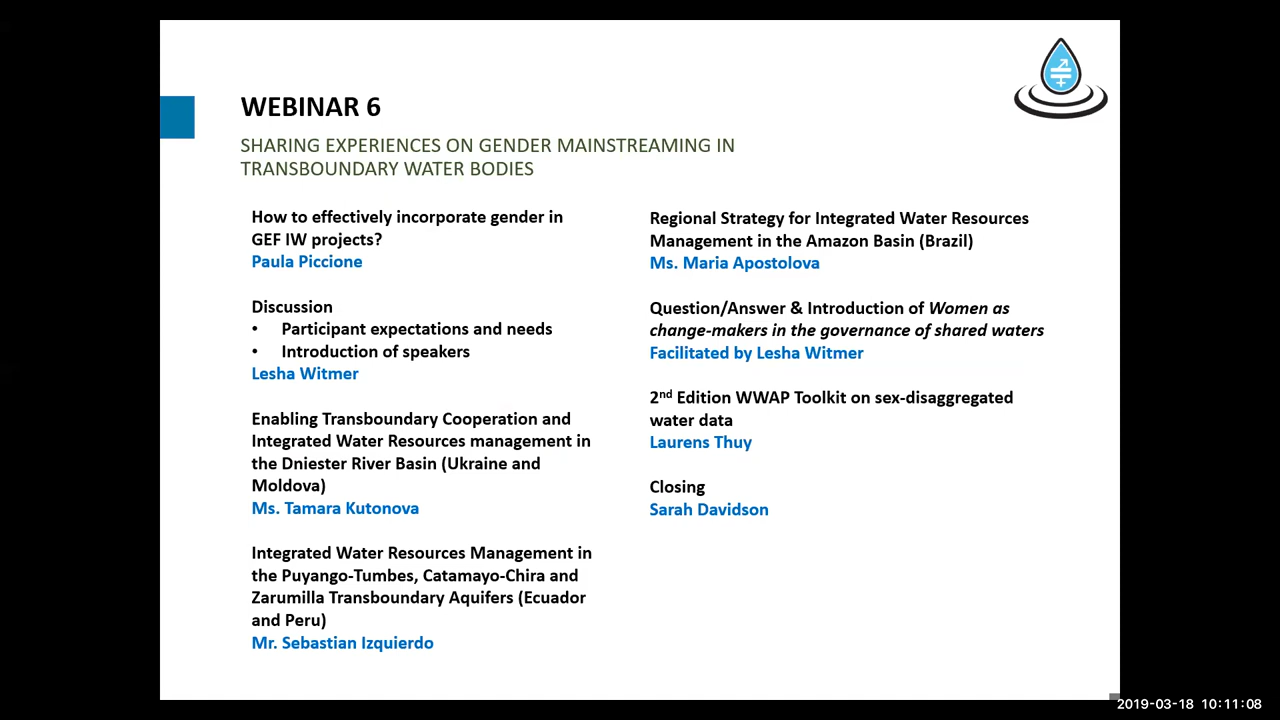 WEBINAR 6
SHARING EXPERIENCES ON GENDER MAINSTREAMING IN
TRANSBOUNDARY WATER BODIES
How to effectively incorporate gender in
GEF IW projects?
Paula Piccione
Discussion
• Participant expectations and needs
• Introduction of speakers
Lesha Witmer
Enabling Transboundary Cooperation and
Integrated Water Resources management in
the Dniester River Basin (Ukraine and
Moldova)
Ms. Tamara Kutonova
Integrated Water Resources Management in
the Puyango-Tumbes, Catamayo-Chira and
Zarumilla Transboundary Aquifers (Ecuador
and Peru)
Mr. Sebastian Izquierdo
Regional Strategy for Integrated Water Resources
Management in the Amazon Basin (Brazil)
Ms. Maria Apostolova
Question/Answer & Introduction of Women as
change-makers in the governance of shared waters
Facilitated by Lesha Witmer
2nd Edition WWAP Toolkit on sex-disaggregated
water data
Laurens Thuy
Closing
Sarah Davidson
2019-03-18 10:11:08